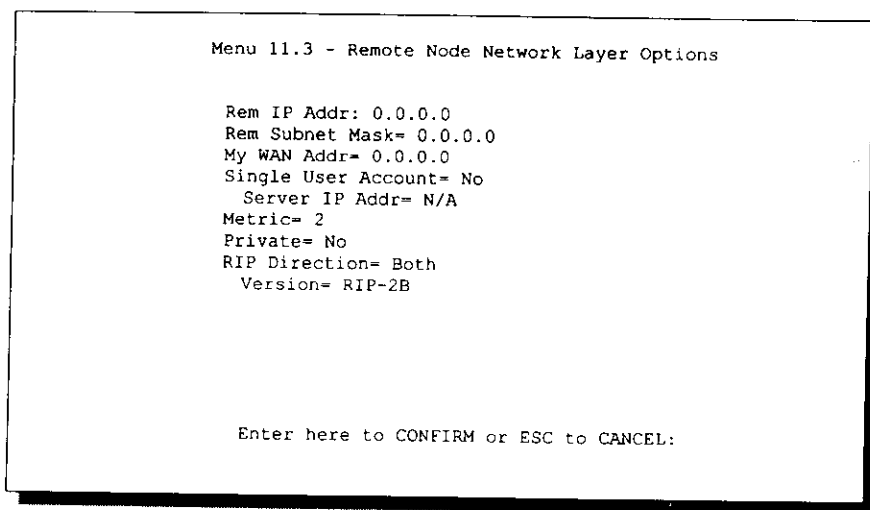 Menu 11.3 - Remote Node Network Layer Options
Rem IP Addr: 0.0.0.0
Rem Subnet Mask= 0.0.0.0
My WAN Addr= 0.0.0.0
Single User Account= No
Server IP Addr= N/A
Metric= 2
Private= No
RIP Direction= Both
Version= RIP-2B
Enter here to CONFIRM or ESC to CANCEL: